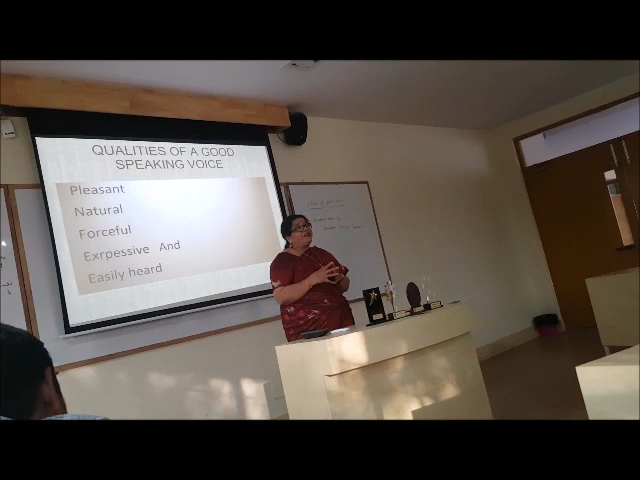 QUALITIES OF A GOOD
SPEAKING VOICE
Pleasant
Natural
Forceful
Exrpessive And
Easily heard